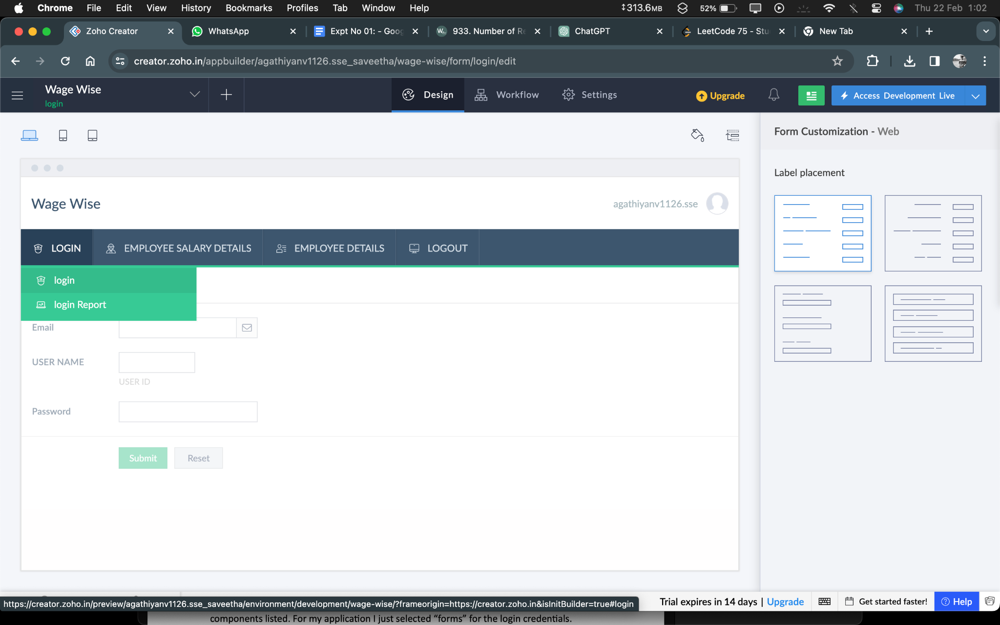 Chrome File Edit View History Bookmarks Profiles Tab Window Help 313.6MB 52% Thu 22 Feb 1:02
Zoho Creator WhatsApp Expt No 01: - Goog 933. Number of Re ChatGPT LeetCode 75 - Stu New Tab
creator.zoho.in/appbuilder/agathiyanv1126.sse_saveetha/wage-wise/form/login/edit
Wage Wise
login
Design Workflow Settings Upgrade Access Development Live
Form Customization - Web
Label placement
Wage Wise
agathiyanv1126.sse
LOGIN EMPLOYEE SALARY DETAILS EMPLOYEE DETAILS LOGOUT
login
login Report
Email
USER NAME
USER ID
Password
Submit Reset
https://creator.zoho.in/preview/agathiyanv1126.sse_saveetha/environment/development/wage-wise/?frameorigin=https://creator.zoho.in&isInitBuilder=true#login
Trial expires in 14 days | Upgrade Get started faster! Help
components listed. For my application I just selected “forms” for the login credentials.